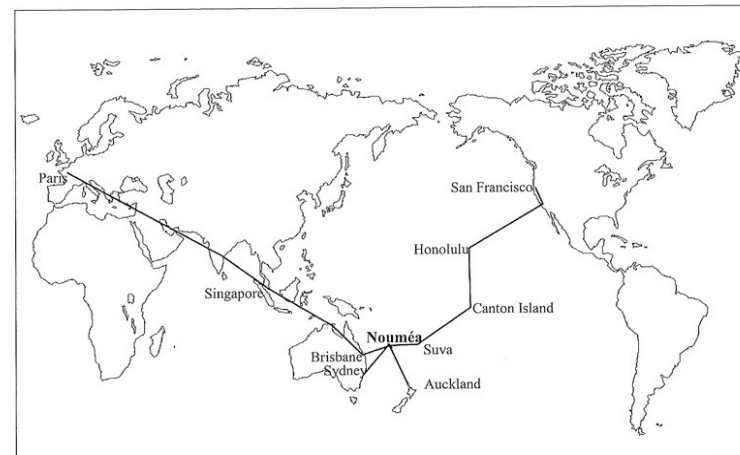 Paris
San Francisco
Honolulu
Singapore
Canton Island
Nouméa
Suva
Brisbane
Sydney
Auckland